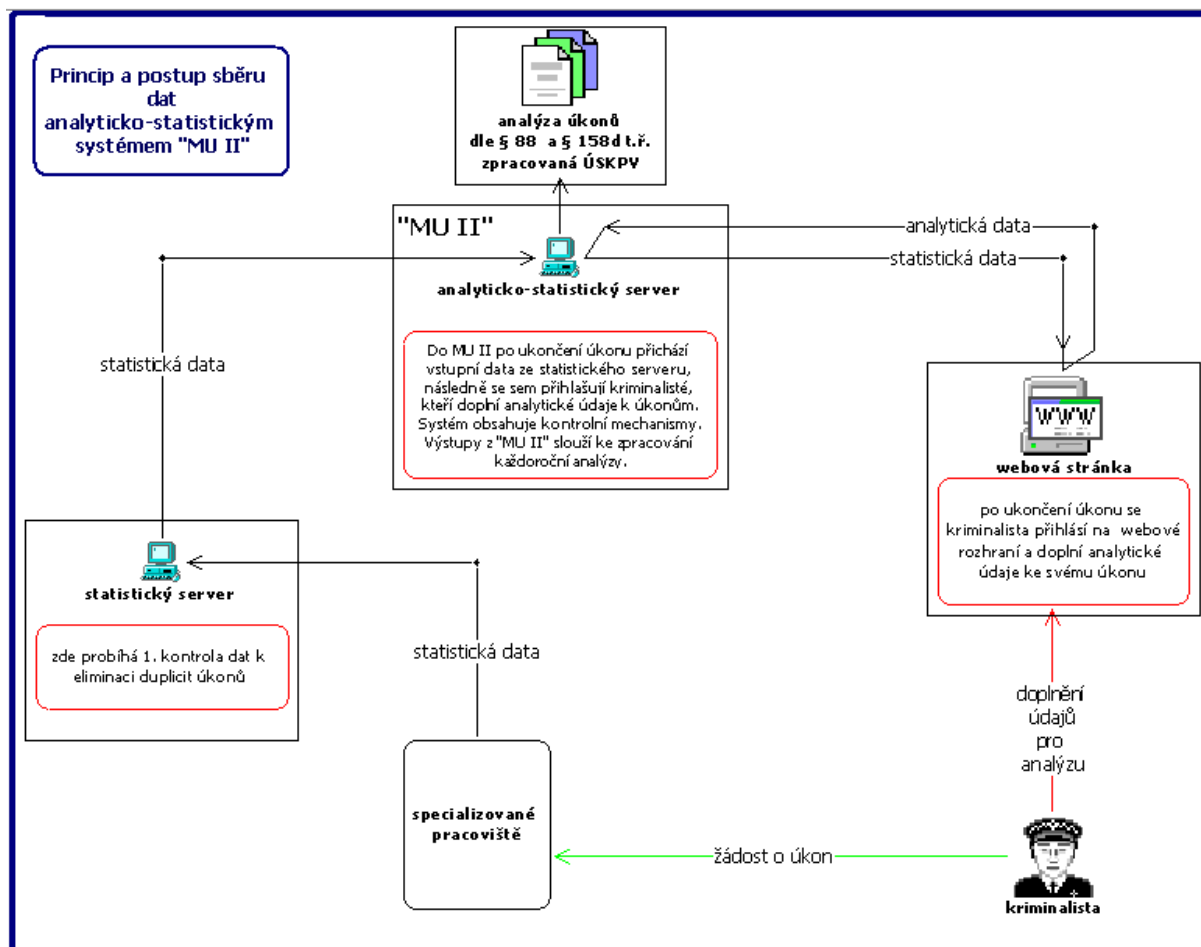 Princip a postup sběru
dat
analyticko-statistickým
systémem "MU II"
analýza úkonů
dle § 88 a § 158d t.ř.
zpracovaná ÚSKPV
"MU II"
analyticko-statistický server
Do MU II po ukončení úkonu přichází
vstupní data ze statistického serveru,
následně se sem přihlašují kriminalisté,
kteří doplní analytické údaje k úkonům.
Systém obsahuje kontrolní mechanismy.
Výstupy z "MU II" slouží ke zpracování
každoroční analýzy.
analytická data
statistická data
statistická data
WWW
webová stránka
po ukončení úkonu se
kriminalista přihlásí na webové
rozhraní a doplní analytické
údaje ke svému úkonu
statistický server
zde probíhá 1. kontrola dat k
eliminaci duplicit úkonů
statistická data
doplnění
údajů
pro
analýzu
specializované
pracoviště
žádost o úkon
kriminalista